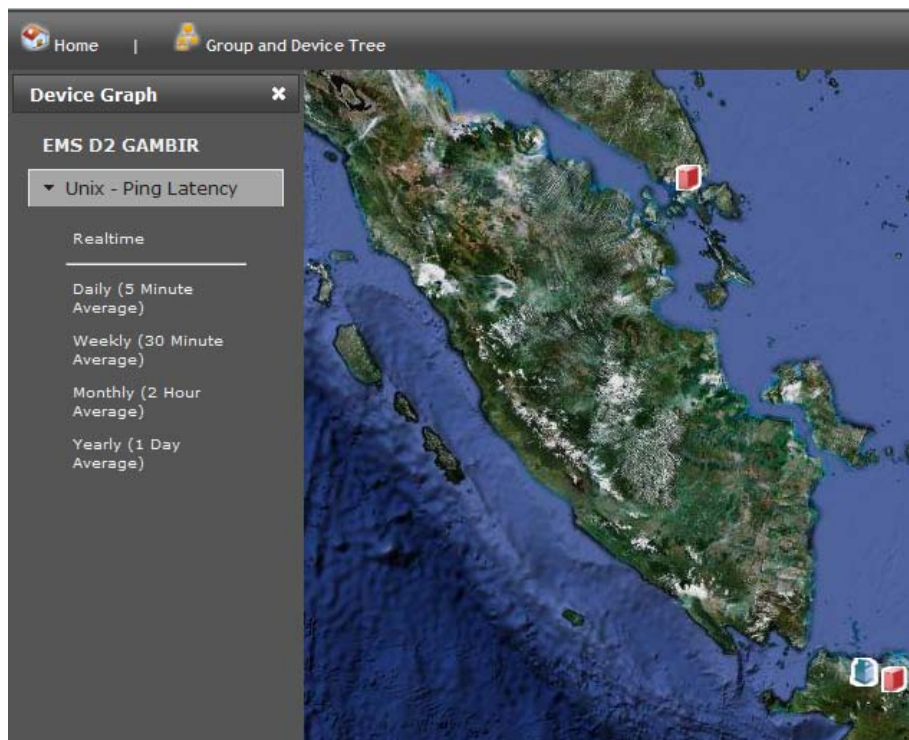 Home | Group and Device Tree
Device Graph ×
EMS D2 GAMBIR
Unix - Ping Latency
Realtime
Daily (5 Minute
Average)
Weekly (30 Minute
Average)
Monthly (2 Hour
Average)
Yearly (1 Day
Average)